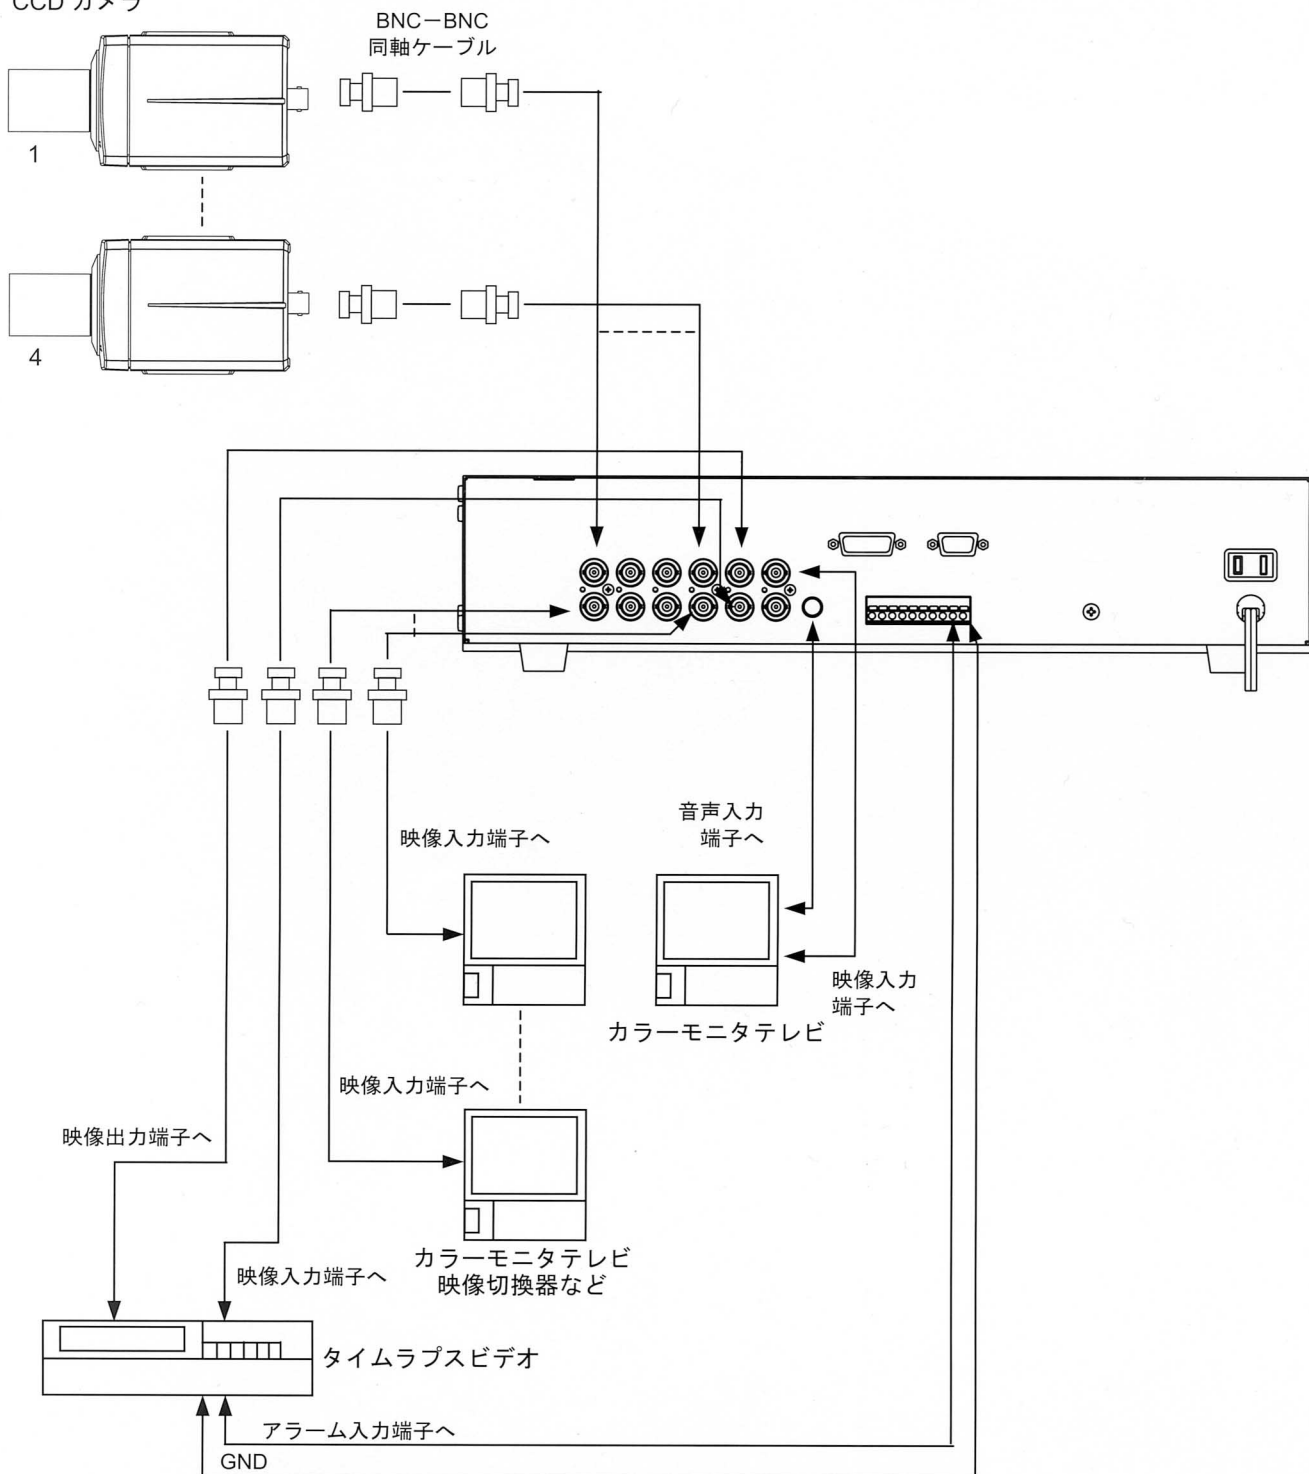 CCD カメラ
BNC－BNC
同軸ケーブル
1
4
音声入力
端子へ
映像入力端子へ
映像入力
端子へ
カラーモニタテレビ
映像入力端子へ
映像出力端子へ
カラーモニタテレビ
映像切換器など
映像入力端子へ
タイムラプスビデオ
アラーム入力端子へ
GND